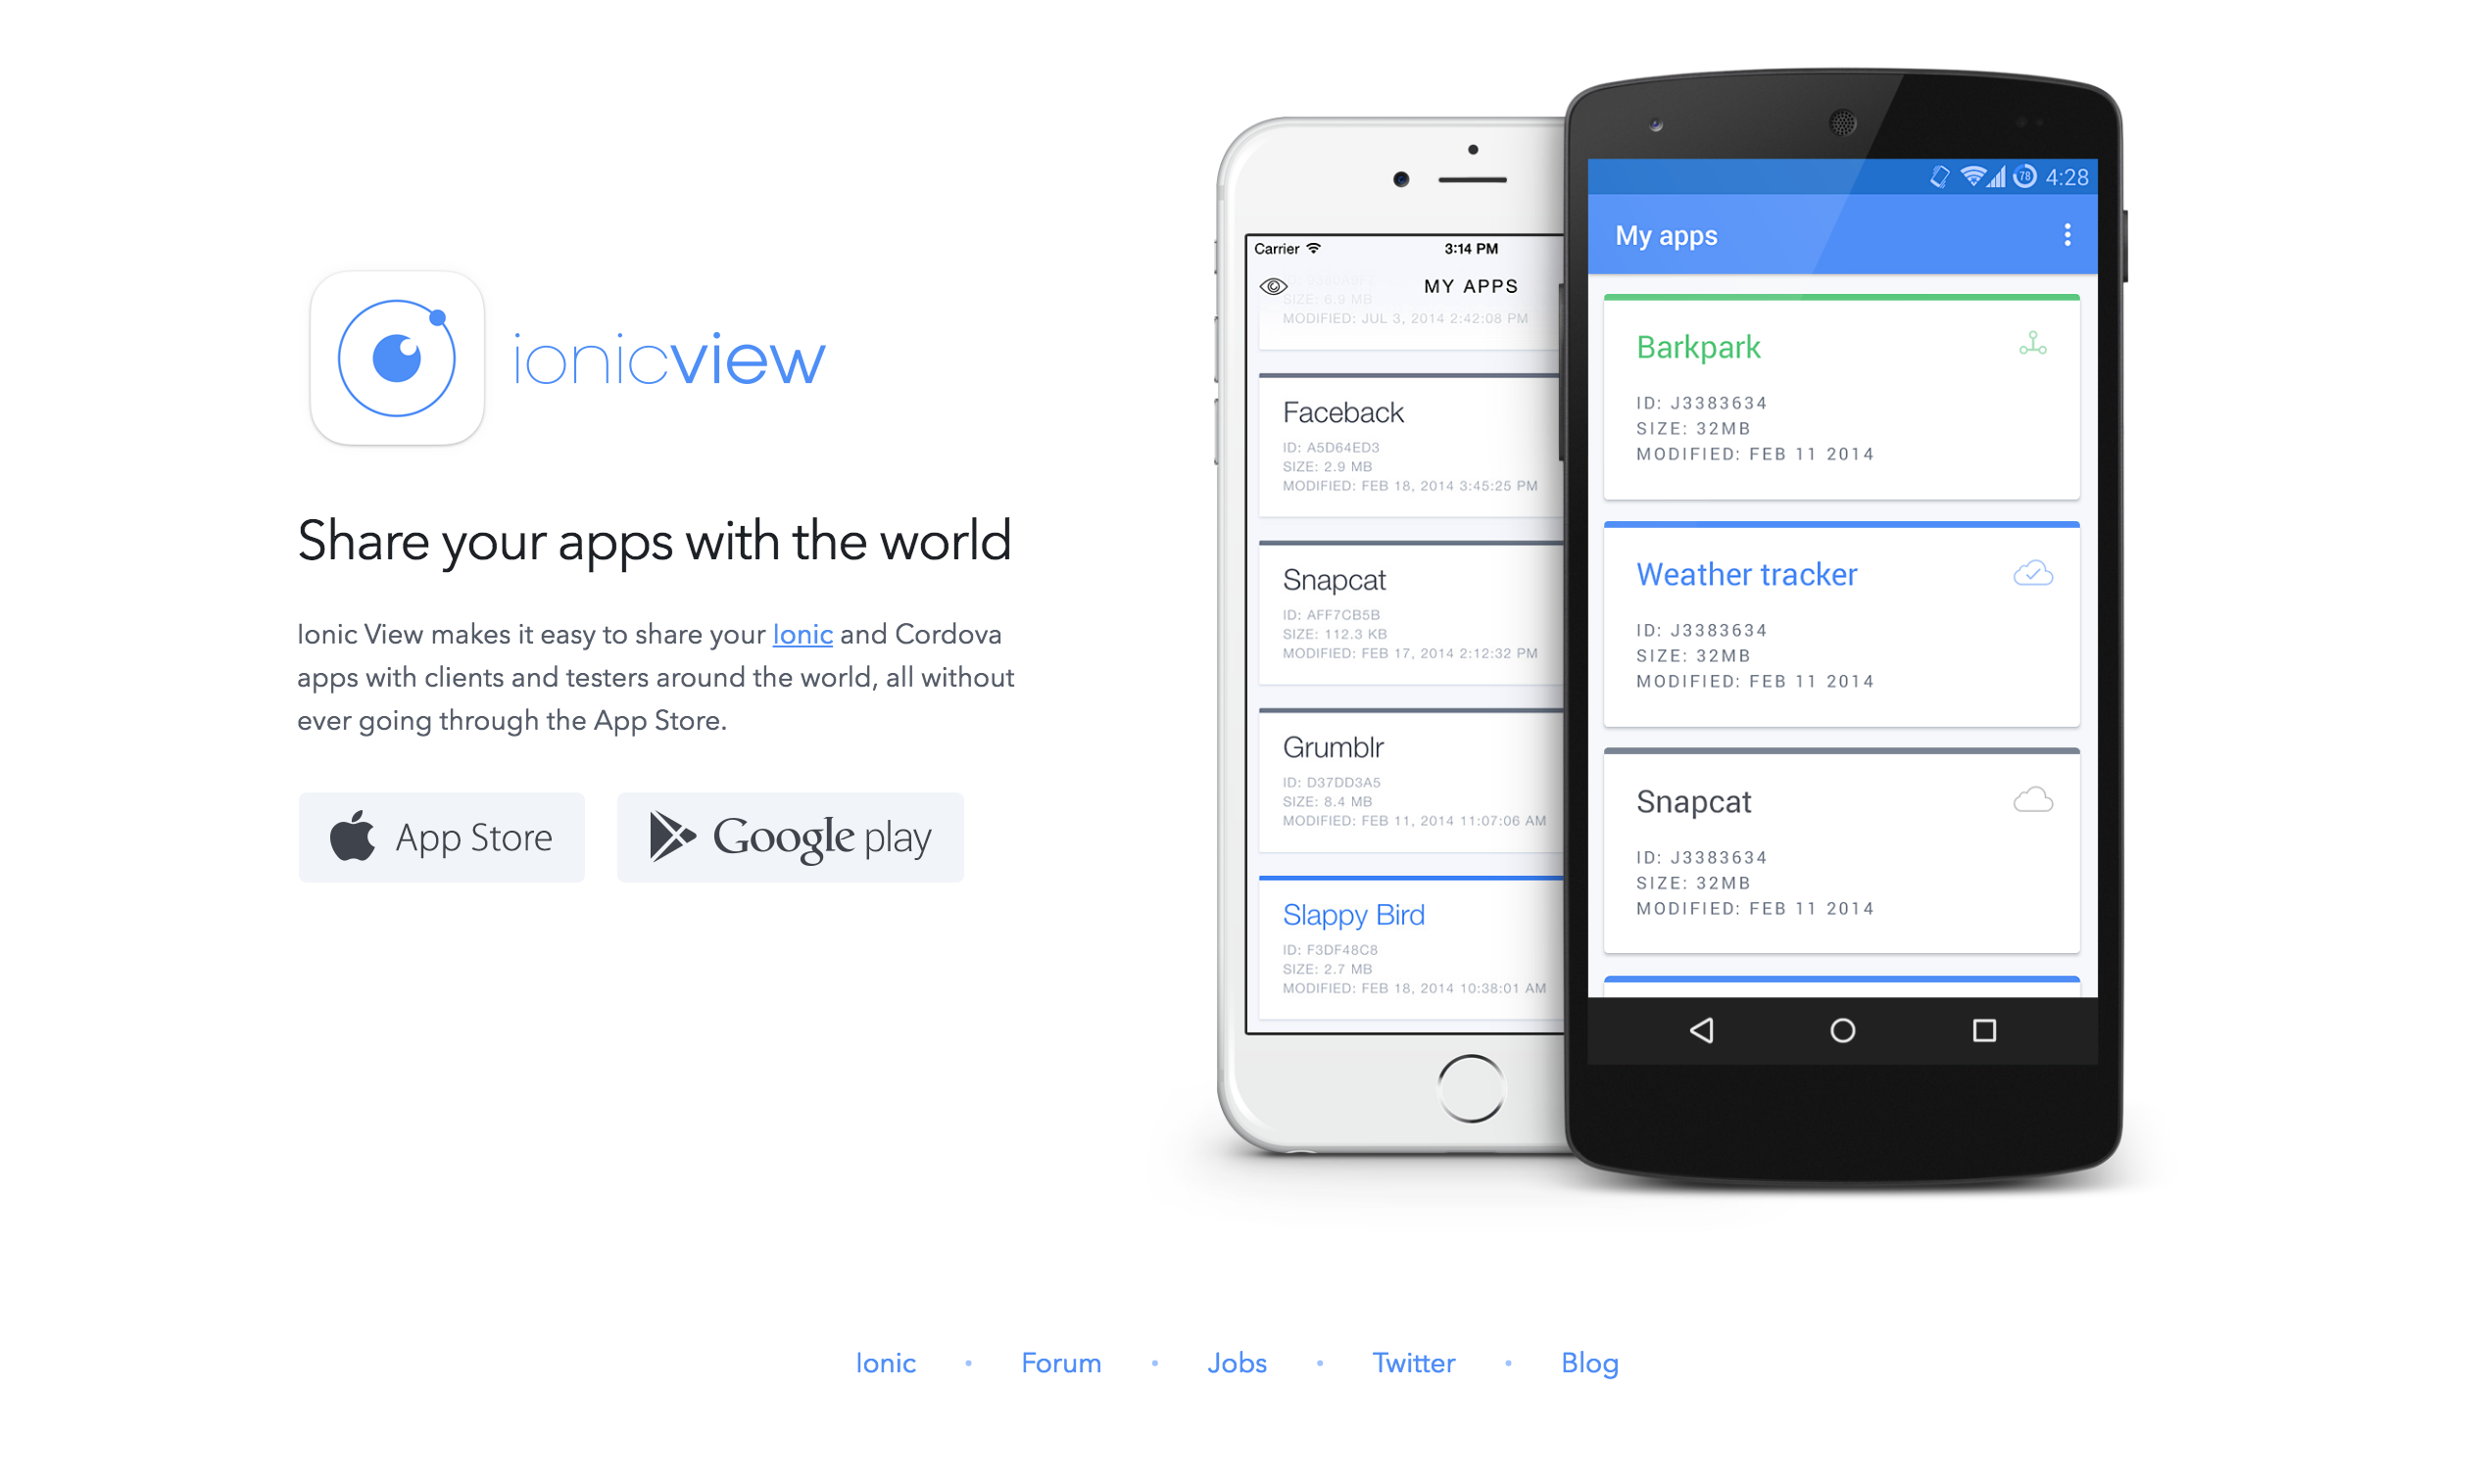 ionicview
Share your apps with the world
Ionic View makes it easy to share your Ionic and Cordova
apps with clients and testers around the world, all without
ever going through the App Store.
App Store
Google play
Carrier
3:14 PM
MY APPS
SIZE: 6.9 MB
MODIFIED: JUL 3, 2014 2:42:08 PM
Faceback
ID: A5D64ED3
SIZE: 2.9 MB
MODIFIED: FEB 18, 2014 3:45:25 PM
Snapcat
ID: AFF7CB5B
SIZE: 112.3 KB
MODIFIED: FEB 17, 2014 2:12:32 PM
Grumblr
ID: D37DD3A5
SIZE: 8.4 MB
MODIFIED: FEB 11, 2014 11:07:06 AM
Slappy Bird
ID: F3DF48C8
SIZE: 2.7 MB
MODIFIED: FEB 18, 2014 10:38:01 AM
78 4:28
My apps
Barkpark
ID: J3383634
SIZE: 32MB
MODIFIED: FEB 11 2014
Weather tracker
ID: J3383634
SIZE: 32MB
MODIFIED: FEB 11 2014
Snapcat
ID: J3383634
SIZE: 32MB
MODIFIED: FEB 11 2014
Ionic • Forum • Jobs • Twitter • Blog